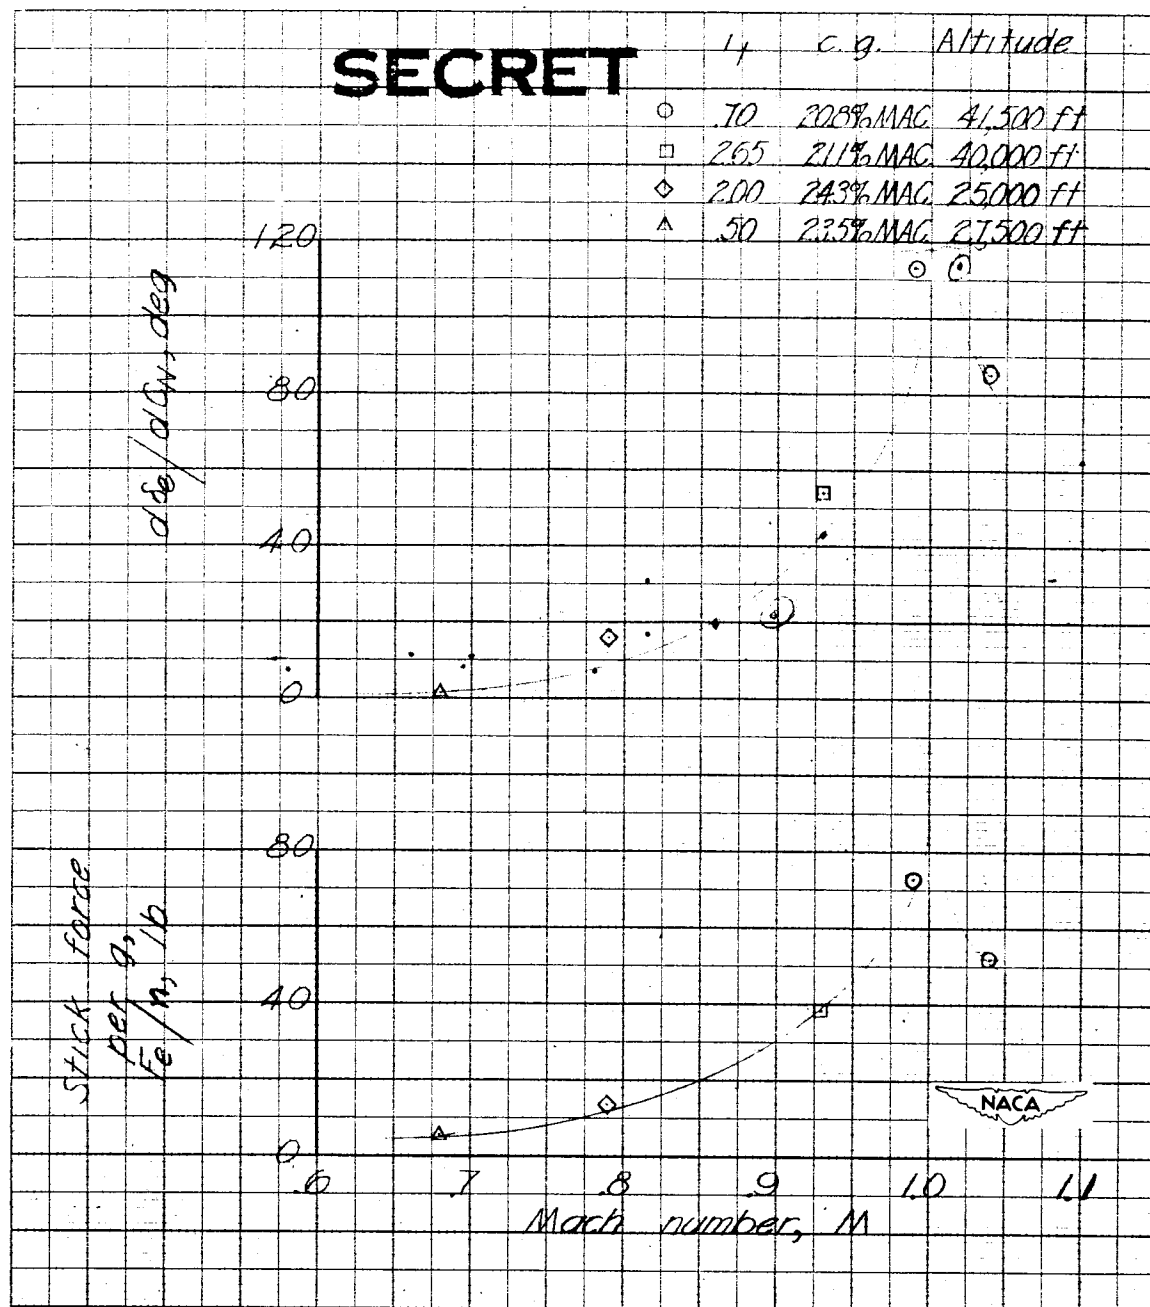 SECRET
c.g. Altitude
.70 20.8% MAC 41,500 ft
2.65 21.1% MAC 40,000 ft
2.00 24.3% MAC 25,000 ft
.50 23.5% MAC 27,500 ft
120
80
40
0
dδe/dCN, deg
80
40
0
Stick force
per g,
Fe/n, lb
NACA
.6 .7 .8 .9 1.0 1.1
Mach number, M